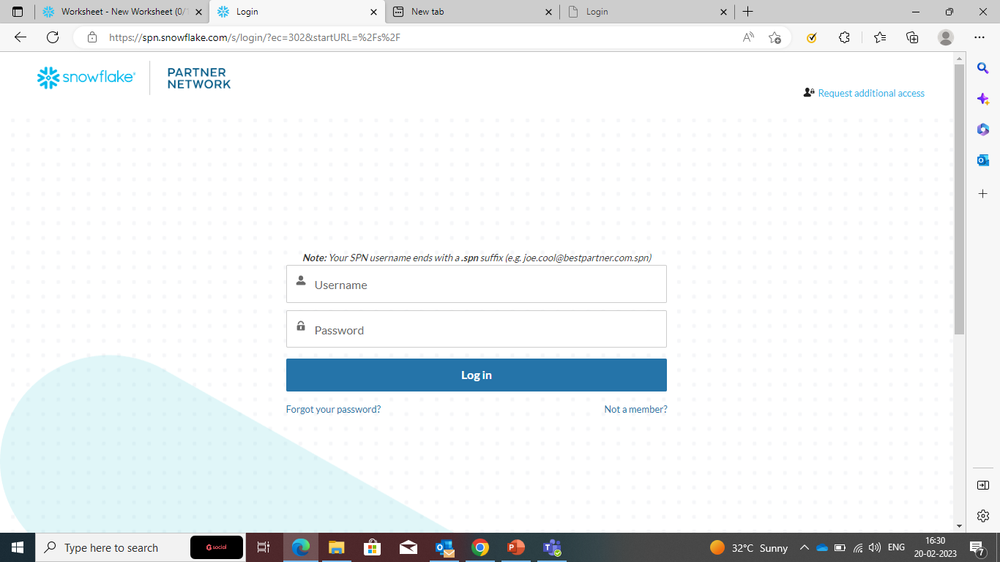 Worksheet - New Worksheet (0/
Login
New tab
Login
https://spn.snowflake.com/s/login/?ec=302&startURL=%2Fs%2F
snowflake
PARTNER
NETWORK
Request additional access
Note: Your SPN username ends with a .spn suffix (e.g. joe.cool@bestpartner.com.spn)
Username
Password
Log in
Forgot your password?
Not a member?
Type here to search
social
32°C Sunny
ENG
16:30
20-02-2023
7